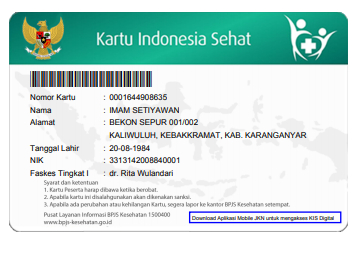 Kartu Indonesia Sehat
Nomor Kartu : 0001644908635
Nama : IMAM SETIYAWAN
Alamat : BEKON SEPUR 001/002
KALIWULUH, KEBAKKRAMAT, KAB. KARANGANYAR
Tanggal Lahir : 20-08-1984
NIK : 3313142008840001
Faskes Tingkat I : dr. Rita Wulandari
Syarat dan ketentuan
1. Kartu Peserta harap dibawa ketika berobat.
2. Apabila kartu ini disalahgunakan akan dikenakan sanksi.
3. Apabila ada perubahan atau kehilangan Kartu, segera lapor ke kantor BPJS Kesehatan setempat.
Pusat Layanan Informasi BPJS Kesehatan 1500400
www.bpjs-kesehatan.go.id
Download Aplikasi Mobile JKN untuk mengakses KIS Digital